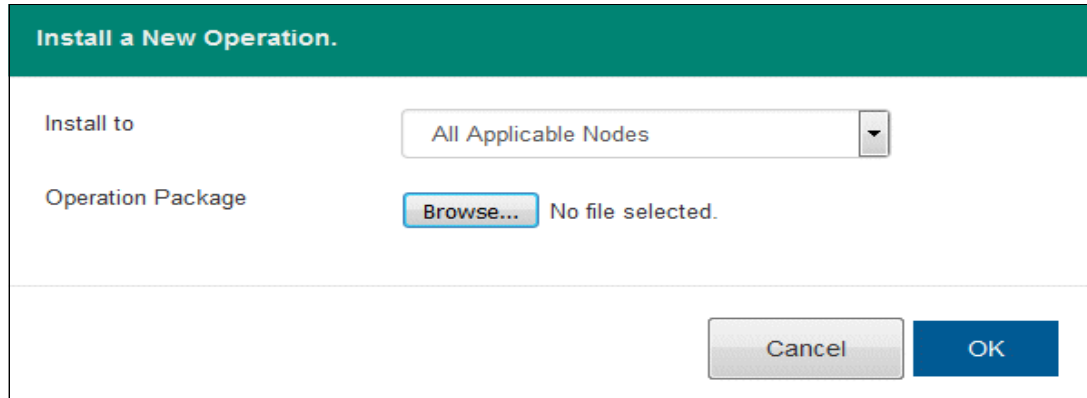 Install a New Operation.
Install to
All Applicable Nodes
Operation Package
Browse... No file selected.
Cancel OK